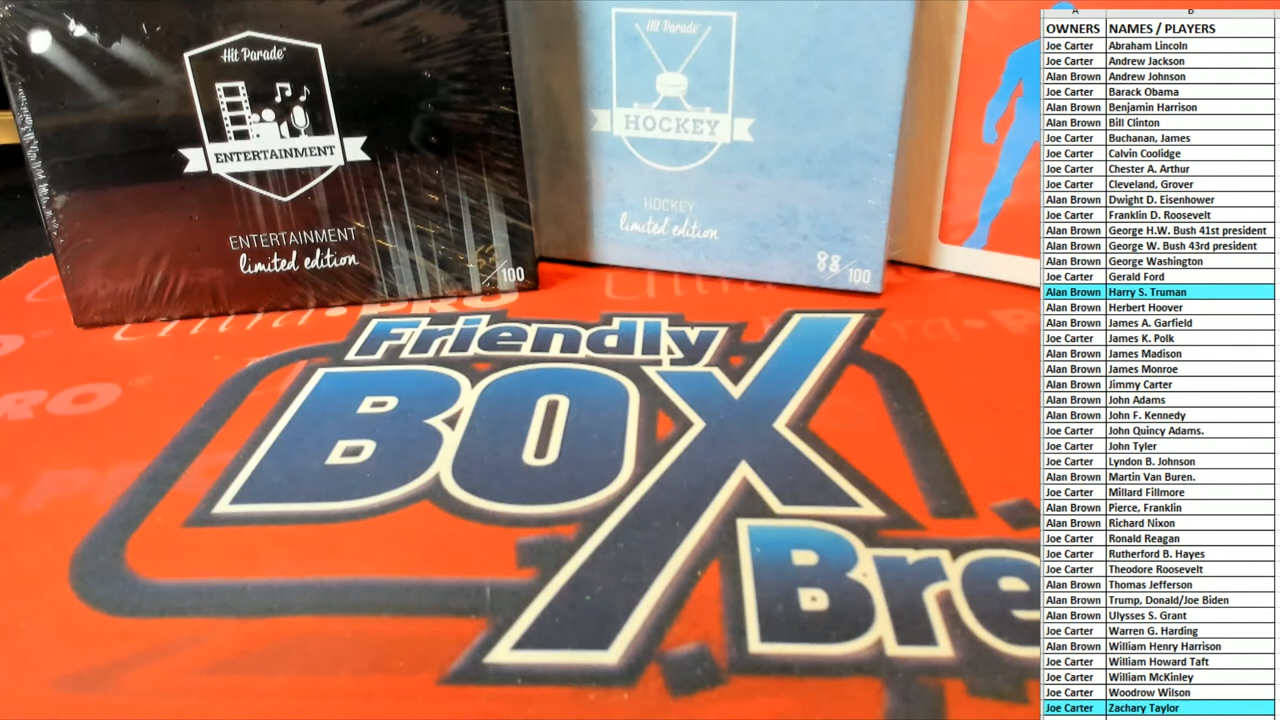 Hit Parade
ENTERTAINMENT
ENTERTAINMENT
limited edition
/100
Hit Parade
HOCKEY
HOCKEY
limited edition
88/100
Friendly
BOX
Bre
PRO
A B
OWNERS NAMES / PLAYERS
Joe Carter Abraham Lincoln
Joe Carter Andrew Jackson
Alan Brown Andrew Johnson
Joe Carter Barack Obama
Alan Brown Benjamin Harrison
Alan Brown Bill Clinton
Joe Carter Buchanan, James
Joe Carter Calvin Coolidge
Joe Carter Chester A. Arthur
Joe Carter Cleveland, Grover
Alan Brown Dwight D. Eisenhower
Joe Carter Franklin D. Roosevelt
Alan Brown George H.W. Bush 41st president
Alan Brown George W. Bush 43rd president
Alan Brown George Washington
Joe Carter Gerald Ford
Alan Brown Harry S. Truman
Alan Brown Herbert Hoover
Alan Brown James A. Garfield
Joe Carter James K. Polk
Alan Brown James Madison
Alan Brown James Monroe
Alan Brown Jimmy Carter
Alan Brown John Adams
Alan Brown John F. Kennedy
Joe Carter John Quincy Adams.
Joe Carter John Tyler
Joe Carter Lyndon B. Johnson
Alan Brown Martin Van Buren.
Joe Carter Millard Fillmore
Alan Brown Pierce, Franklin
Alan Brown Richard Nixon
Joe Carter Ronald Reagan
Joe Carter Rutherford B. Hayes
Joe Carter Theodore Roosevelt
Alan Brown Thomas Jefferson
Alan Brown Trump, Donald/Joe Biden
Alan Brown Ulysses S. Grant
Joe Carter Warren G. Harding
Alan Brown William Henry Harrison
Joe Carter William Howard Taft
Joe Carter William McKinley
Joe Carter Woodrow Wilson
Joe Carter Zachary Taylor